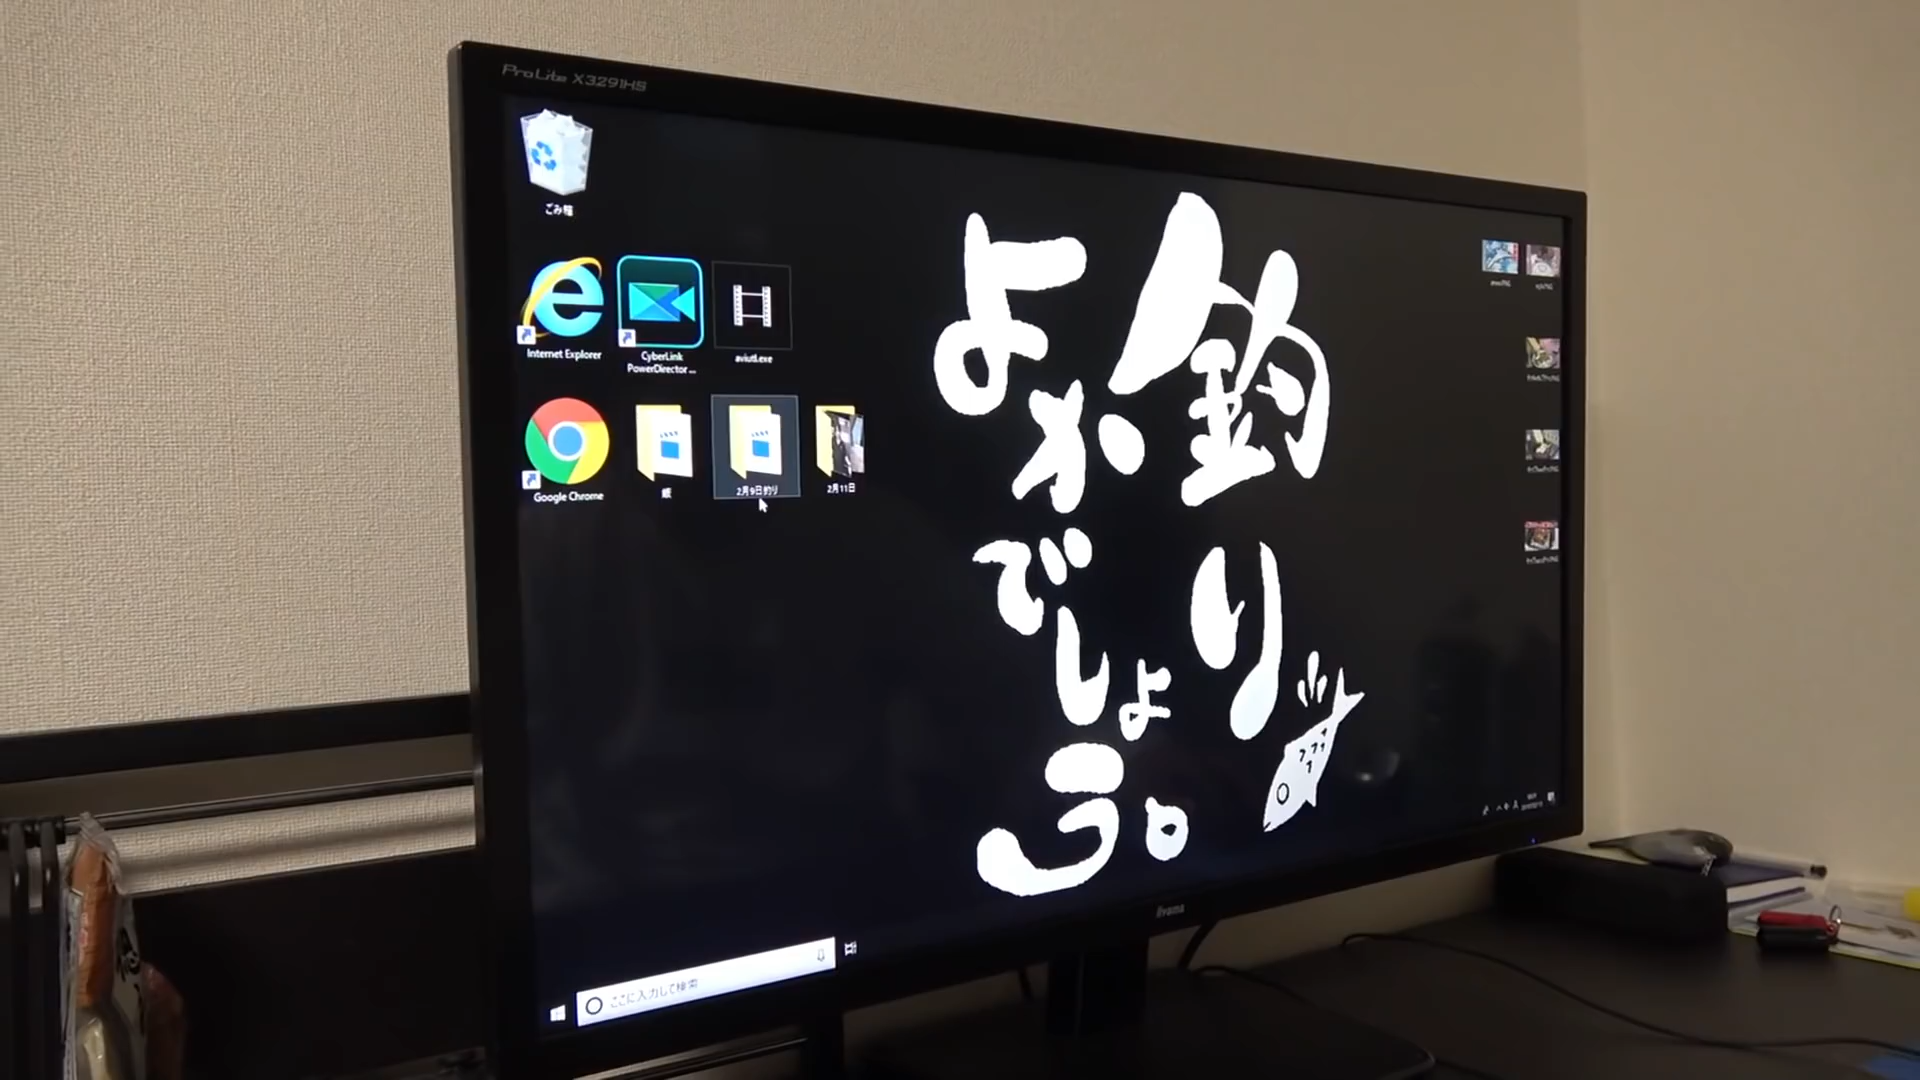 ProLite X3291HS
ごみ箱
Internet Explorer
CyberLink
PowerDirector ...
aviutl.exe
Google Chrome
2月9日釣り
2月11日
釣り
よかでしょう。
ここに入力して検索
iiyama